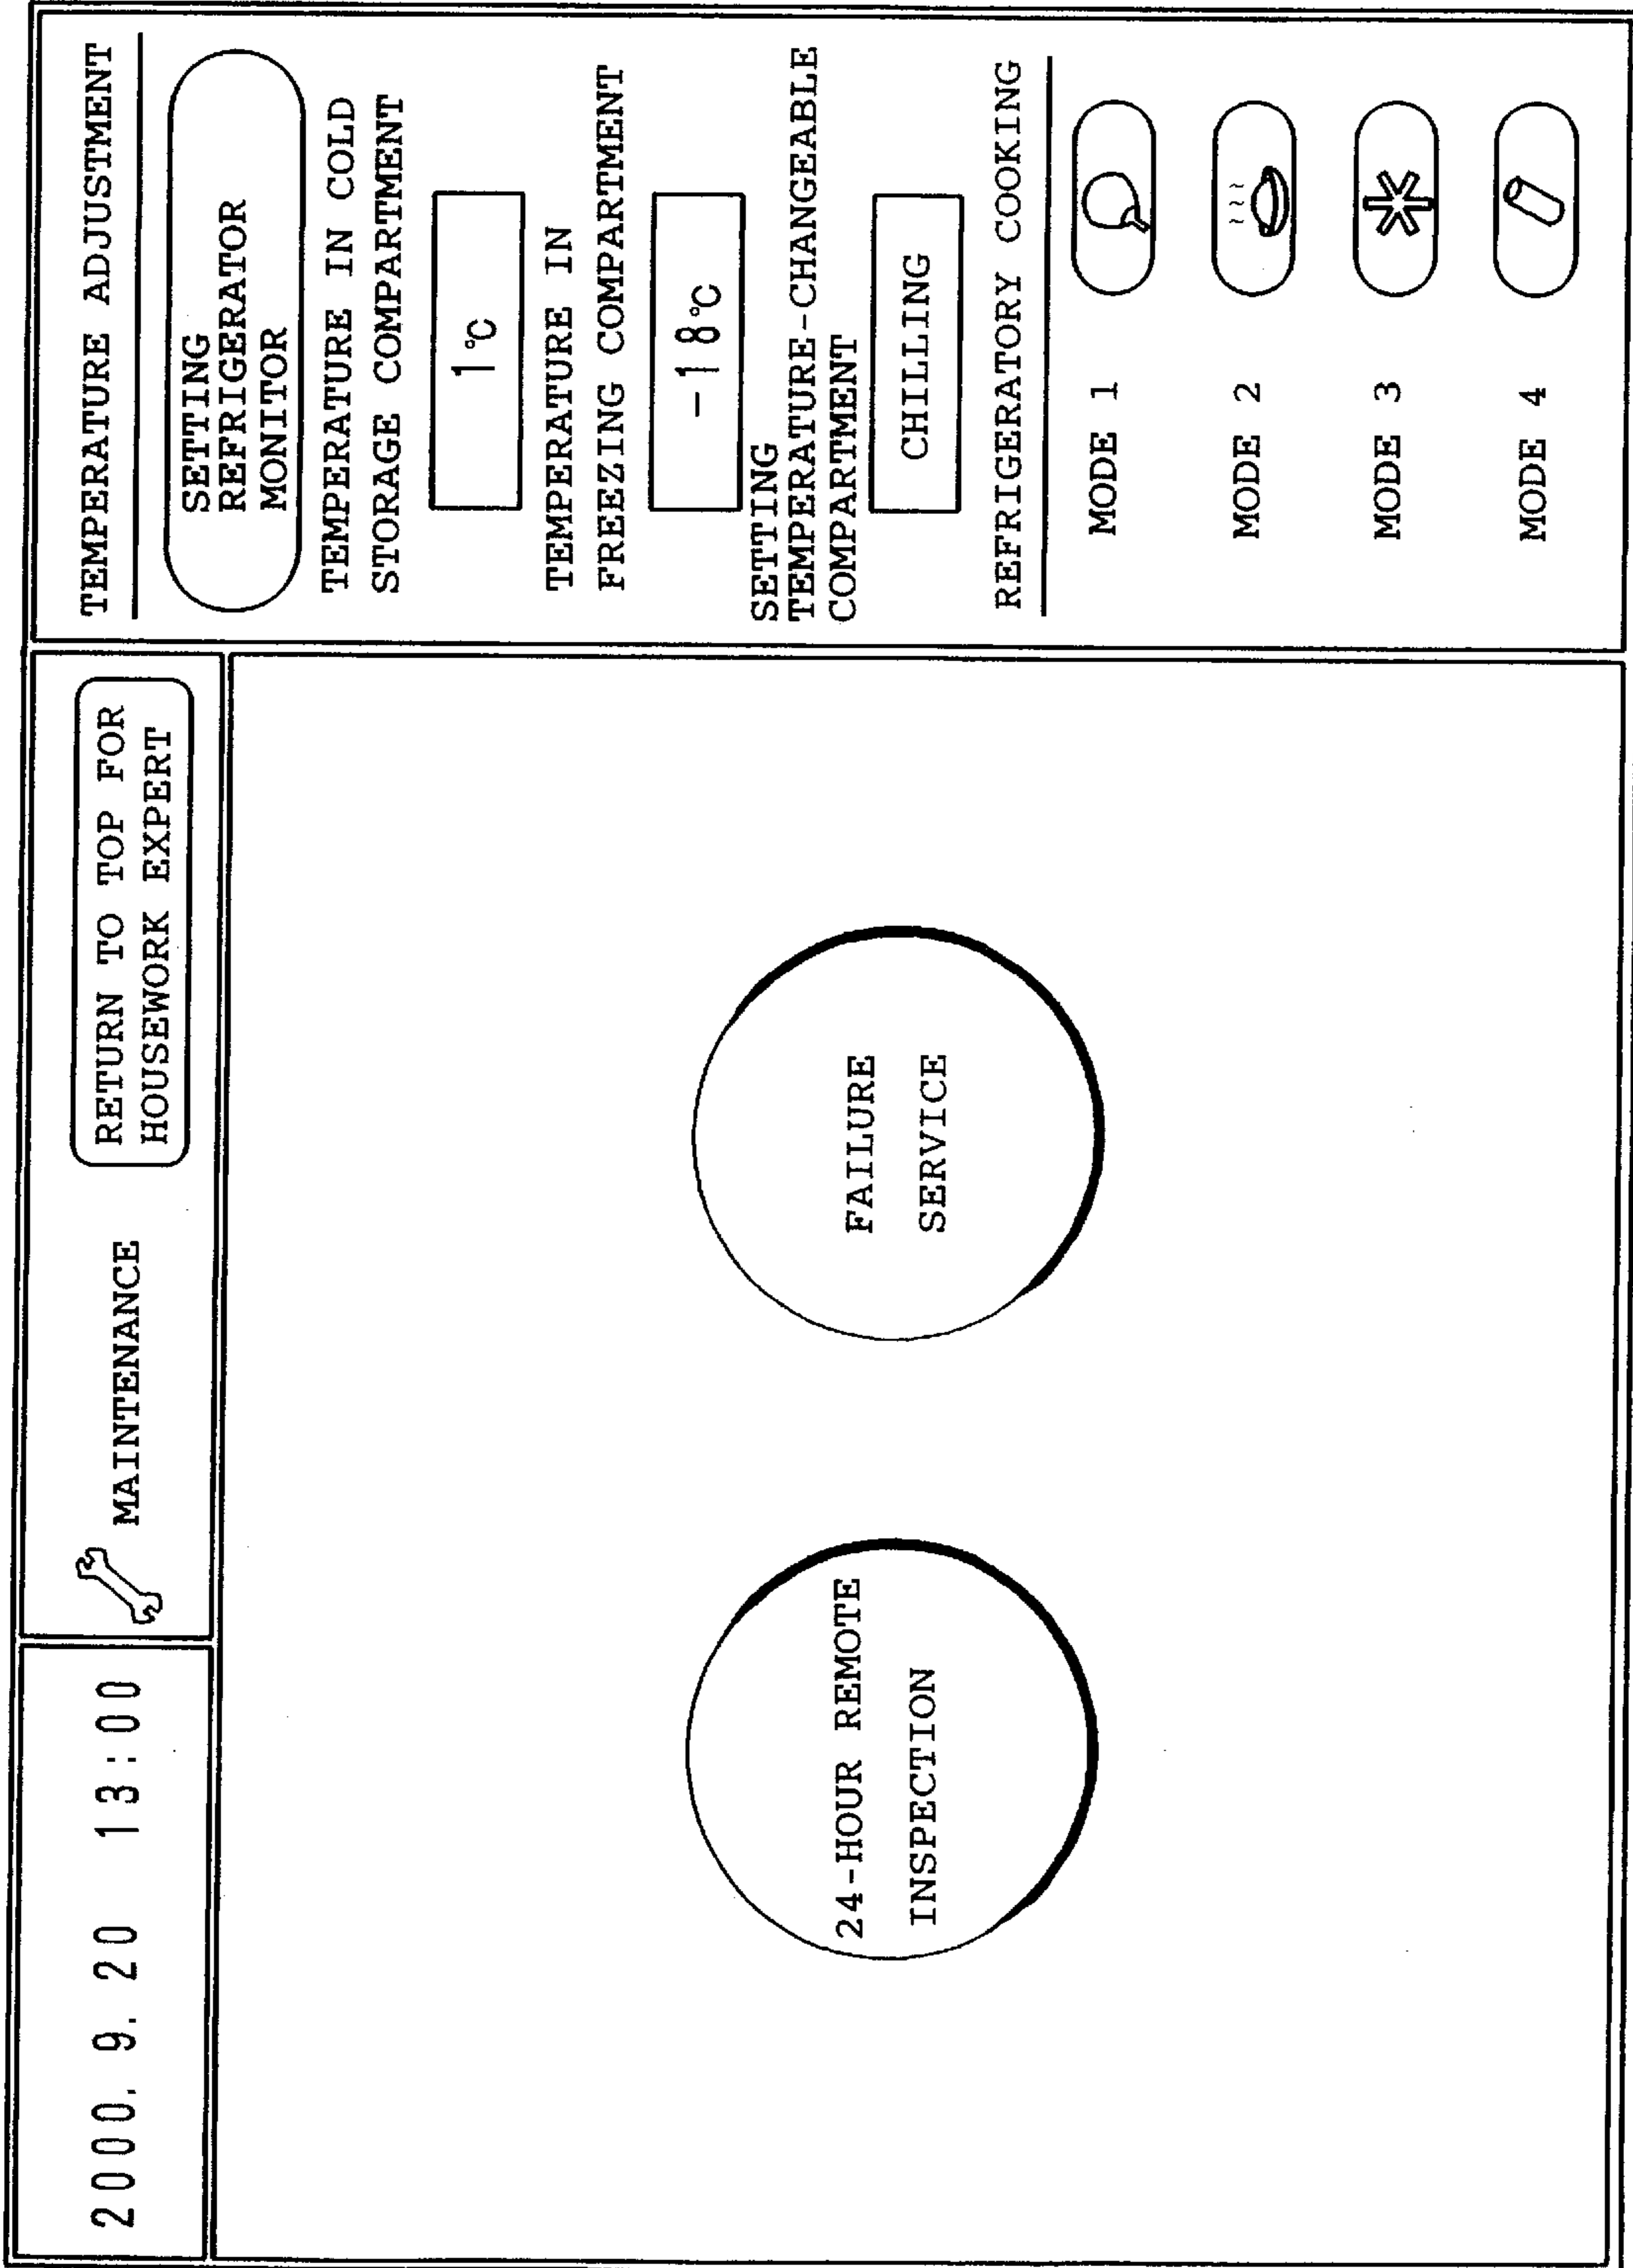 2000. 9. 20 13:00
MAINTENANCE
RETURN TO TOP FOR
HOUSEWORK EXPERT
24-HOUR REMOTE
INSPECTION
FAILURE
SERVICE
TEMPERATURE ADJUSTMENT
SETTING
REFRIGERATOR
MONITOR
TEMPERATURE IN COLD
STORAGE COMPARTMENT
1℃
TEMPERATURE IN
FREEZING COMPARTMENT
-18℃
SETTING
TEMPERATURE-CHANGEABLE
COMPARTMENT
CHILLING
REFRIGERATORY COOKING
MODE 1
MODE 2
MODE 3
MODE 4